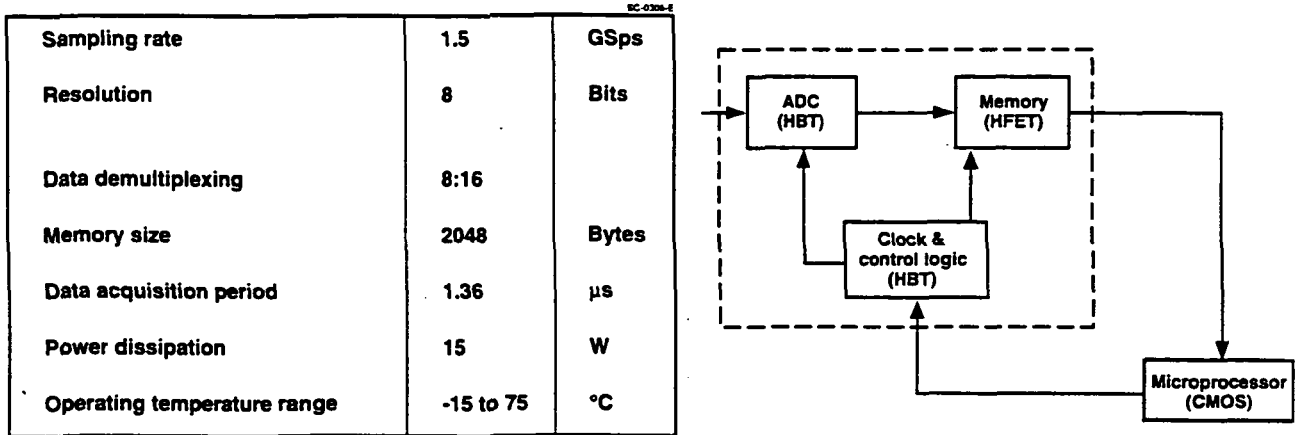 SC-0306-E
Sampling rate 1.5 GSps
Resolution 8 Bits
Data demultiplexing 8:16
Memory size 2048 Bytes
Data acquisition period 1.36 µs
Power dissipation 15 W
Operating temperature range -15 to 75 °C
ADC
(HBT)
Memory
(HFET)
Clock &
control logic
(HBT)
Microprocessor
(CMOS)